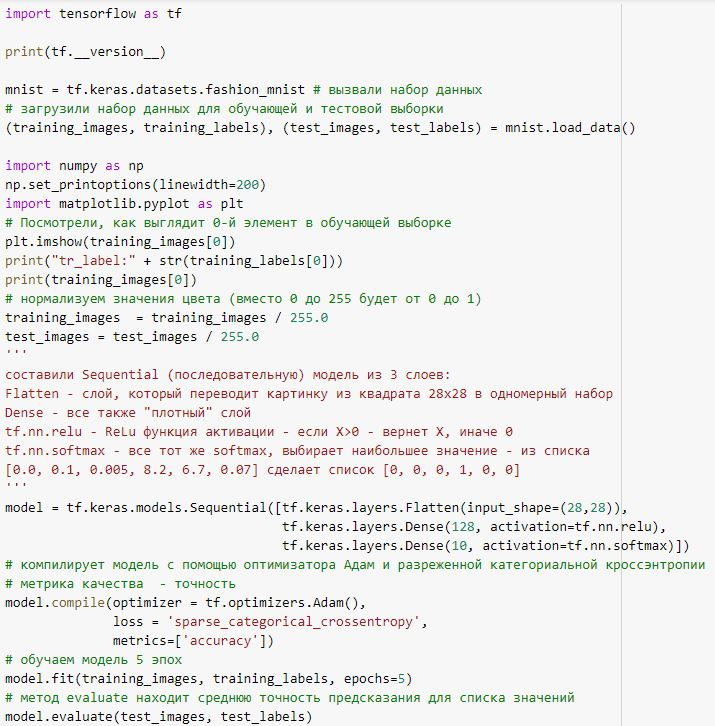 import tensorflow as tf
print(tf.__version__)
mnist = tf.keras.datasets.fashion_mnist # вызвали набор данных
# загрузили набор данных для обучающей и тестовой выборки
(training_images, training_labels), (test_images, test_labels) = mnist.load_data()
import numpy as np
np.set_printoptions(linewidth=200)
import matplotlib.pyplot as plt
# Посмотрели, как выглядит 0-й элемент в обучающей выборке
plt.imshow(training_images[0])
print("tr_label:" + str(training_labels[0]))
print(training_images[0])
# нормализуем значения цвета (вместо 0 до 255 будет от 0 до 1)
training_images  = training_images / 255.0
test_images = test_images / 255.0
'''
составили Sequential (последовательную) модель из 3 слоев:
Flatten - слой, который переводит картинку из квадрата 28х28 в одномерный набор
Dense - все также "плотный" слой
tf.nn.relu - ReLu функция активации - если X>0 - вернет X, иначе 0
tf.nn.softmax - все тот же softmax, выбирает наибольшее значение - из списка
[0.0, 0.1, 0.005, 8.2, 6.7, 0.07] сделает список [0, 0, 0, 1, 0, 0]
'''
model = tf.keras.models.Sequential([tf.keras.layers.Flatten(input_shape=(28,28)),
                                    tf.keras.layers.Dense(128, activation=tf.nn.relu),
                                    tf.keras.layers.Dense(10, activation=tf.nn.softmax)])
# компилирует модель с помощью оптимизатора Адам и разреженной категориальной кроссэнтропии
# метрика качества  - точность
model.compile(optimizer = tf.optimizers.Adam(),
              loss = 'sparse_categorical_crossentropy',
              metrics=['accuracy'])
# обучаем модель 5 эпох
model.fit(training_images, training_labels, epochs=5)
# метод evaluate находит среднюю точность предсказания для списка значений
model.evaluate(test_images, test_labels)